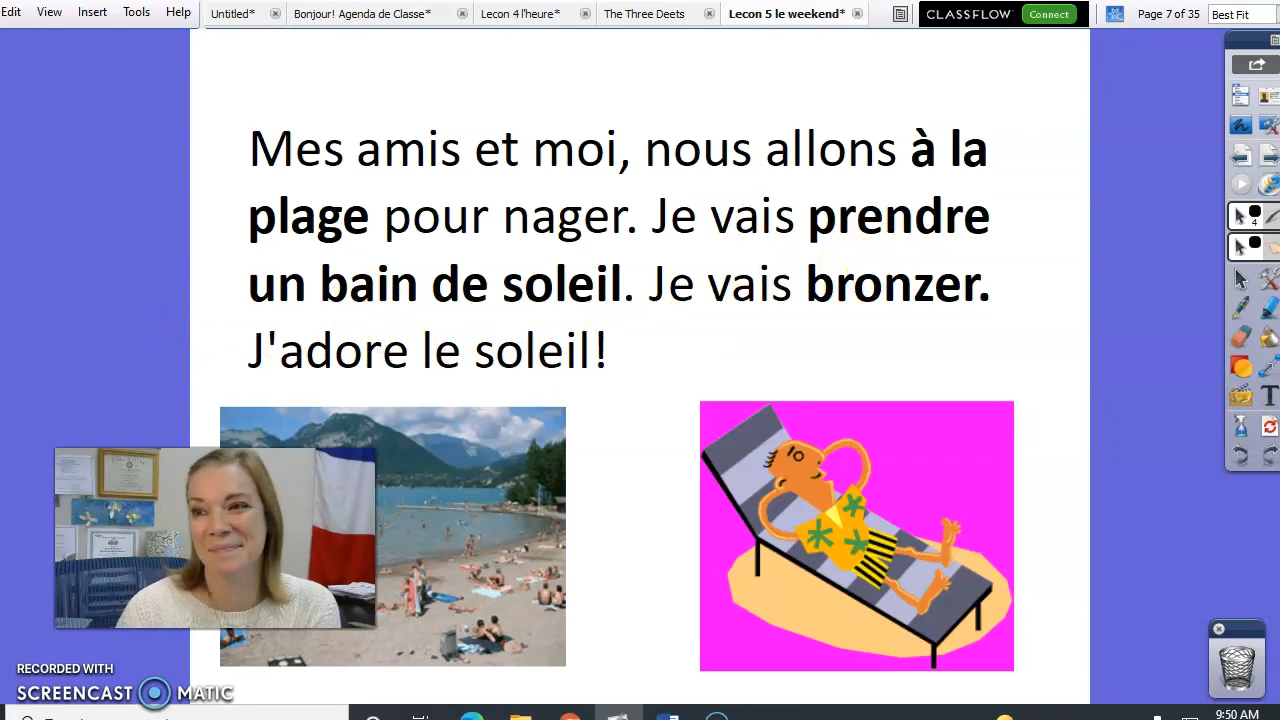 Edit View Insert Tools Help
Untitled* Bonjour Agenda de Classe* Lecon 4 l'heure* The Three Deets Lecon 5 le weekend* CLASSFLOW Connect Page 7 of 35 Best Fit
Mes amis et moi, nous allons à la
plage pour nager. Je vais prendre
un bain de soleil. Je vais bronzer.
J'adore le soleil!
4
RECORDED WITH
SCREENCAST MATIC
9:50 AM